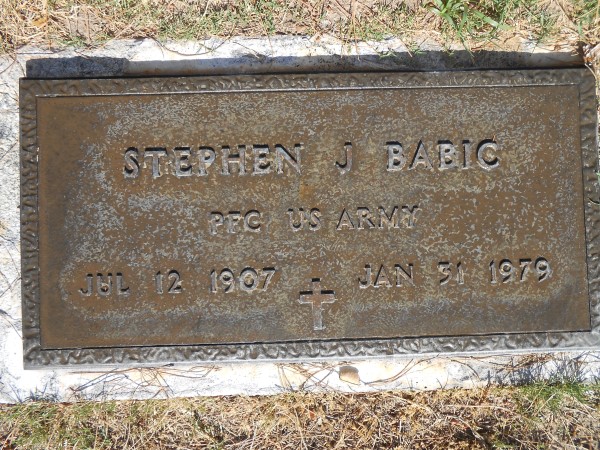 STEPHEN J BABIC
PFC US ARMY
JUL 12 1907 JAN 31 1979